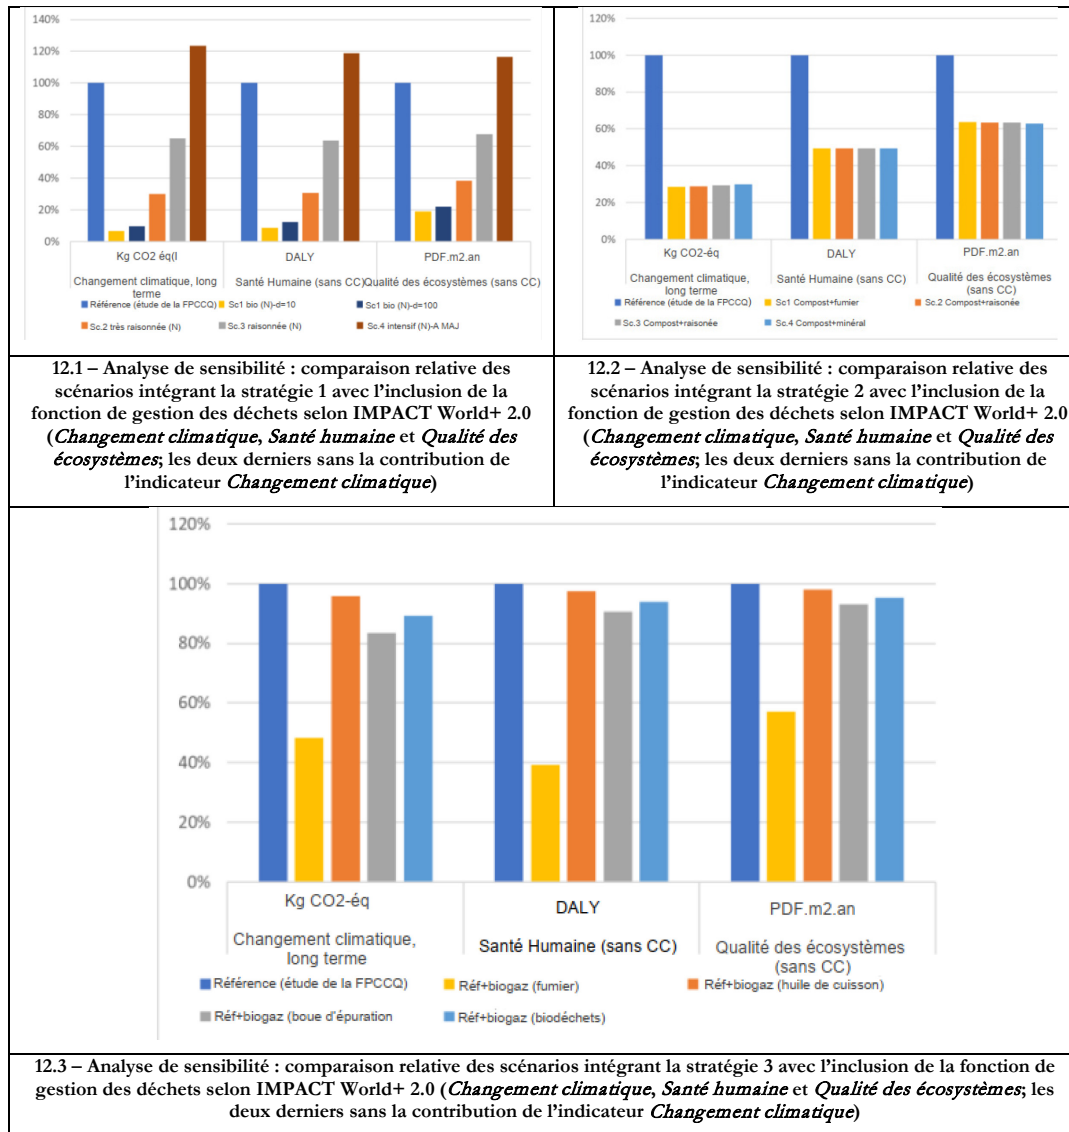 140%
120%
100%
80%
60%
40%
20%
0%
Kg CO2 éq(l
DALY
PDF.m2.an
Changement climatique, long
terme
Santé Humaine (sans CC)
Qualité des écosystèmes (sans CC)
Référence (étude de la FPCCQ)
Sc1 bio (N)-d=10
Sc1 bio (N)-d=100
Sc.2 très raisonnée (N)
Sc.3 raisonnée (N)
Sc.4 intensif (N)-A MAJ
120%
100%
80%
60%
40%
20%
0%
Kg CO2-éq
DALY
PDF.m2.an
Changement climatique,
long terme
Santé Humaine (sans CC)
Qualité des écosystèmes
(sans CC)
Référence (étude de la FPCCQ)
Sc1 Compost+fumier
Sc.2 Compost+raisonée
Sc.3 Compost+raisonée
Sc.4 Compost+minéral
12.1 – Analyse de sensibilité : comparaison relative des
scénarios intégrant la stratégie 1 avec l'inclusion de la
fonction de gestion des déchets selon IMPACT World+ 2.0
(Changement climatique, Santé humaine et Qualité des
écosystèmes; les deux derniers sans la contribution de
l'indicateur Changement climatique)
12.2 – Analyse de sensibilité : comparaison relative des
scénarios intégrant la stratégie 2 avec l'inclusion de la
fonction de gestion des déchets selon IMPACT World+ 2.0
(Changement climatique, Santé humaine et Qualité des
écosystèmes; les deux derniers sans la contribution de
l'indicateur Changement climatique)
120%
100%
80%
60%
40%
20%
0%
Kg CO2-éq
DALY
PDF.m2.an
Changement climatique,
long terme
Santé Humaine (sans CC)
Qualité des écosystèmes
(sans CC)
Référence (étude de la FPCCQ)
Réf+biogaz (fumier)
Réf+biogaz (huile de cuisson)
Réf+biogaz (boue d'épuration
Réf+biogaz (biodéchets)
12.3 – Analyse de sensibilité : comparaison relative des scénarios intégrant la stratégie 3 avec l'inclusion de la fonction de
gestion des déchets selon IMPACT World+ 2.0 (Changement climatique, Santé humaine et Qualité des écosystèmes; les
deux derniers sans la contribution de l'indicateur Changement climatique)